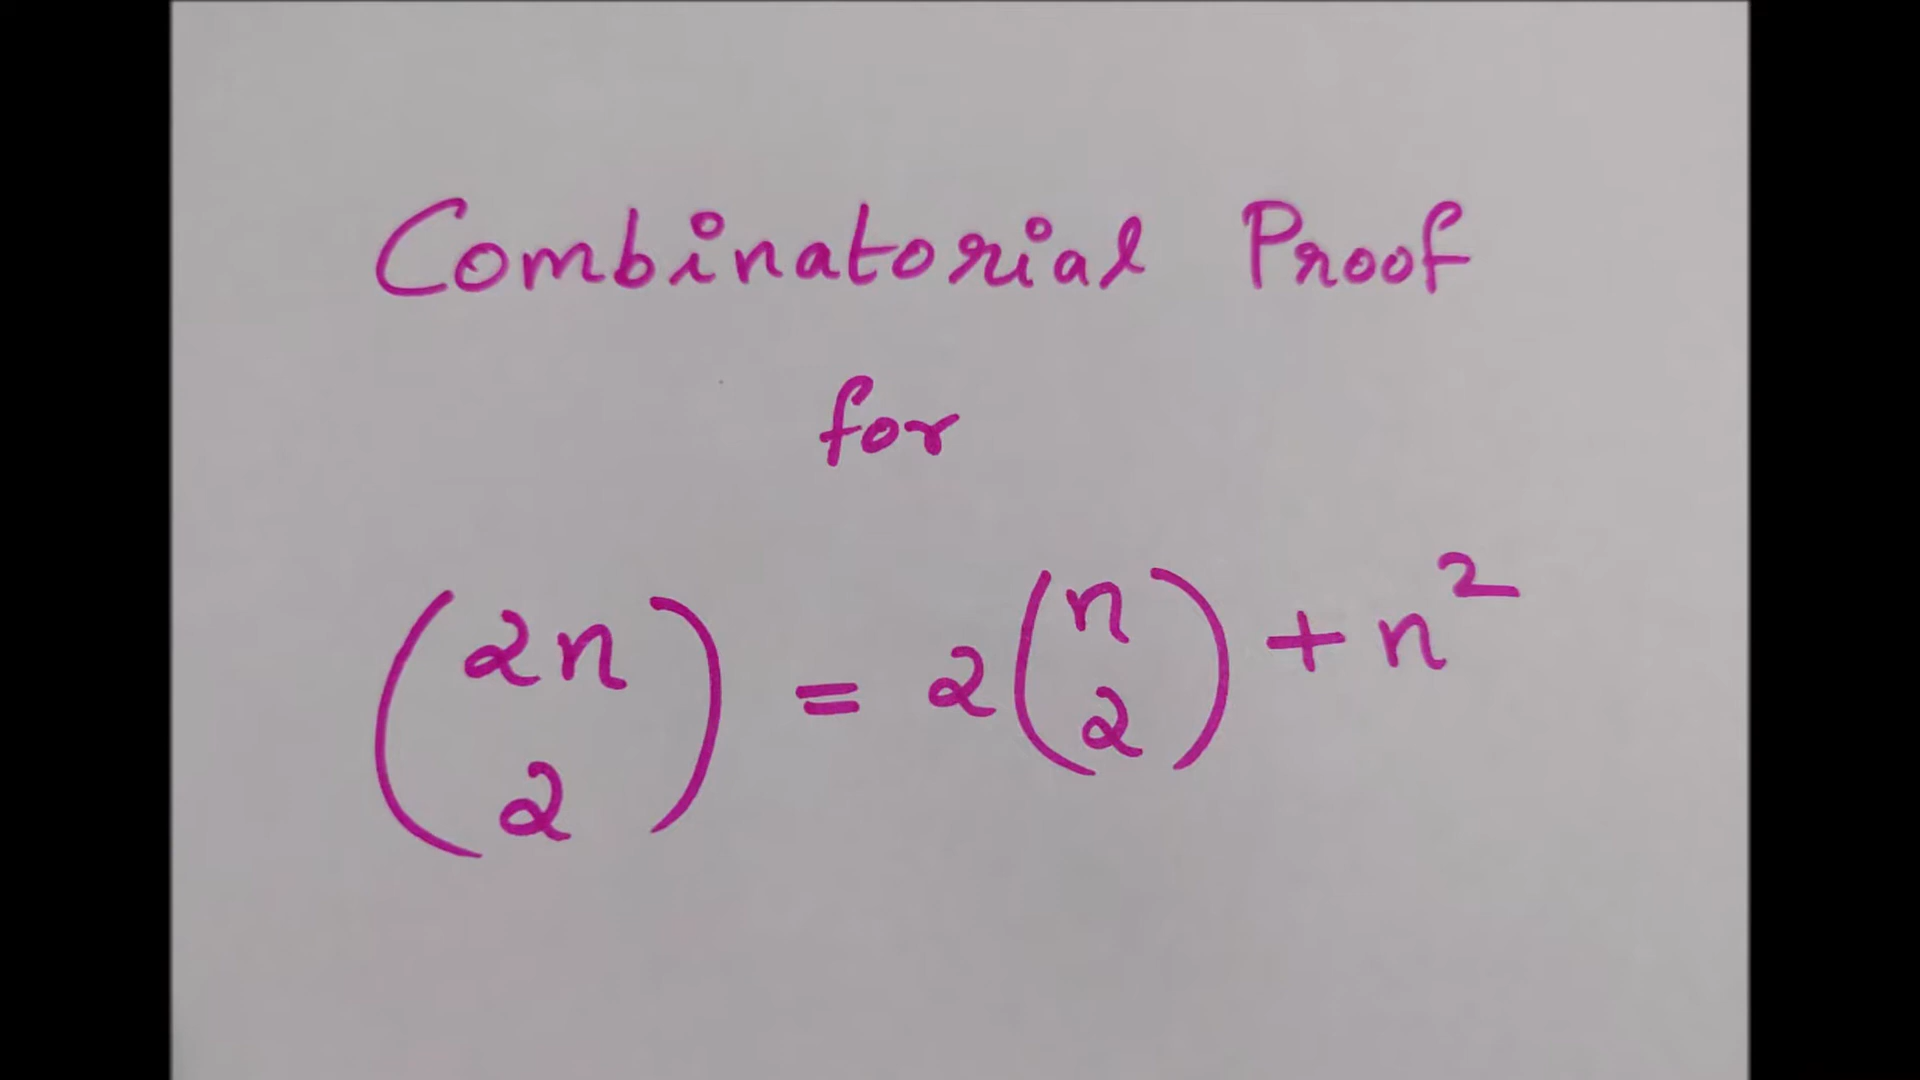 Combinatorial Proof
for
(2n 2) = 2(n 2) + n²